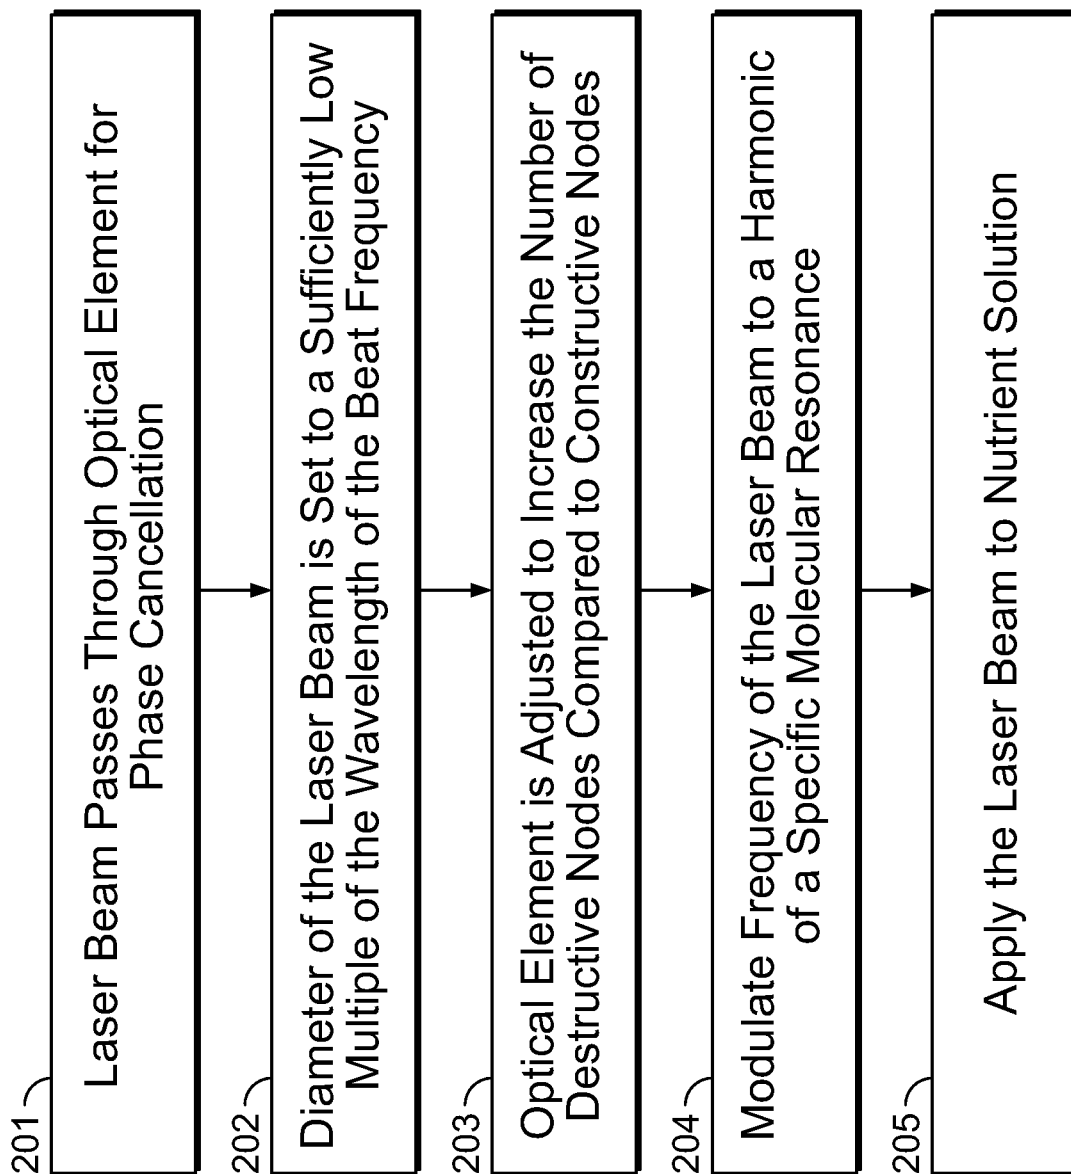 201
Laser Beam Passes Through Optical Element for
Phase Cancellation
202
Diameter of the Laser Beam is Set to a Sufficiently Low
Multiple of the Wavelength of the Beat Frequency
203
Optical Element is Adjusted to Increase the Number of
Destructive Nodes Compared to Constructive Nodes
204
Modulate Frequency of the Laser Beam to a Harmonic
of a Specific Molecular Resonance
205
Apply the Laser Beam to Nutrient Solution